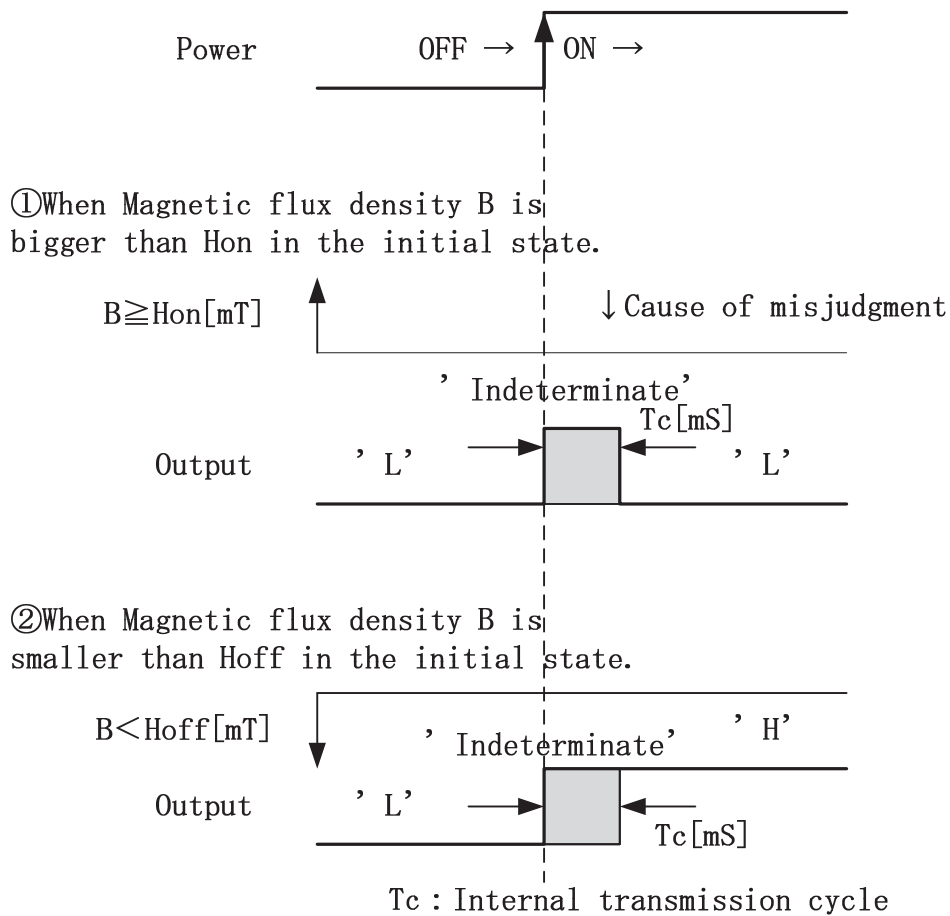 Power OFF → ON →
①When Magnetic flux density B is
bigger than Hon in the initial state.
B≧Hon[mT] ↓Cause of misjudgment
’Indeterminate’
Tc[mS]
Output ’L’ ’L’
②When Magnetic flux density B is
smaller than Hoff in the initial state.
B＜Hoff[mT] ’Indeterminate’ ’H’
Output ’L’ Tc[mS]
Tc：Internal transmission cycle